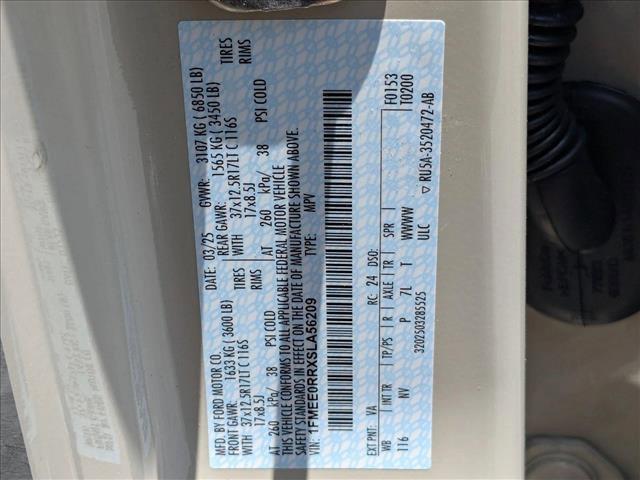 MFD. BY FORD MOTOR CO.
DATE: 03/25
GVWR: 3107 KG ( 6850 LB)
FRONT GAWR: 1633 KG ( 3600 LB)
REAR GAWR: 1565 KG ( 3450 LB)
WITH 37x12.5R17LT C 116S TIRES
WITH 37x12.5R17LT C 116S TIRES
17x8.5J RIMS
17x8.5J RIMS
AT 260 kPa/ 38 PSI COLD
AT 260 kPa/ 38 PSI COLD
THIS VEHICLE CONFORMS TO ALL APPLICABLE FEDERAL MOTOR VEHICLE
SAFETY STANDARDS IN EFFECT ON THE DATE OF MANUFACTURE SHOWN ABOVE.
VIN: 1FMEE0RRXSLA56209
TYPE: MPV
EXT PNT: VA RC: 24 DSO: F0153
WB INT TR TP/PS R AXLE TR SPR T0200
116 NV P 7L T WWWW
ULC
3202503285525 ▽ RU5A-3520472-AB